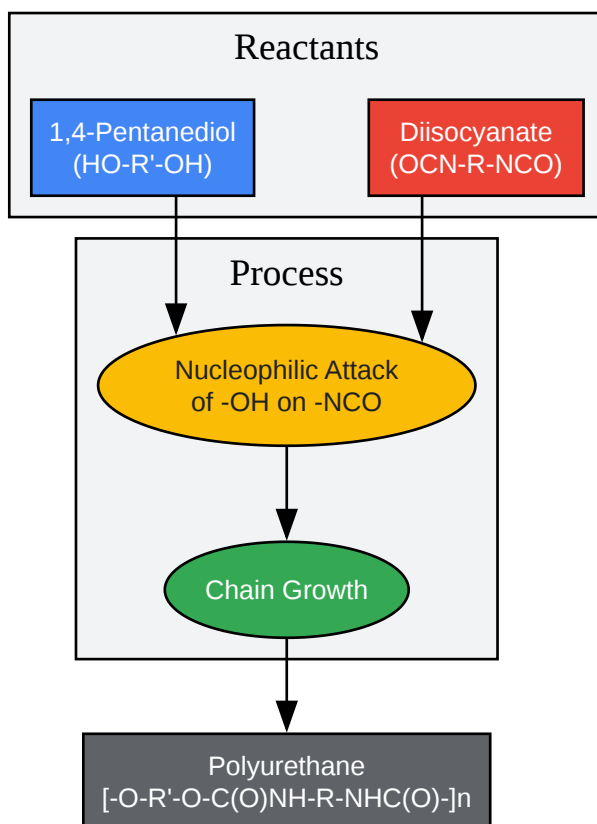 Reactants
1,4-Pentanediol
(HO-R'-OH)
Diisocyanate
(OCN-R-NCO)
Process
Nucleophilic Attack
of -OH on -NCO
Chain Growth
Polyurethane
[-O-R'-O-C(O)NH-R-NHC(O)-]n